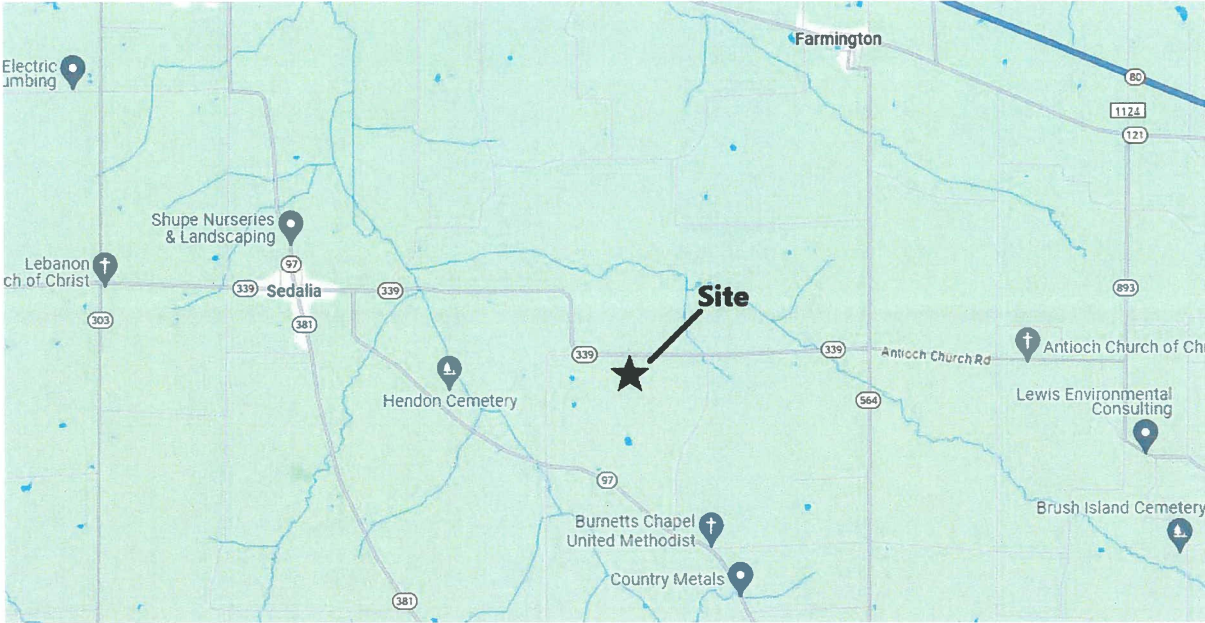 Farmington
Electric
umbing
80
1124
121
Shupe Nurseries
& Landscaping
97
Lebanon
ch of Christ
339
Sedalia
339
893
Site
303
381
339
339
Antioch Church Rd
Antioch Church of Chr
Hendon Cemetery
564
Lewis Environmental
Consulting
97
Brush Island Cemetery
Burnetts Chapel
United Methodist
Country Metals
381